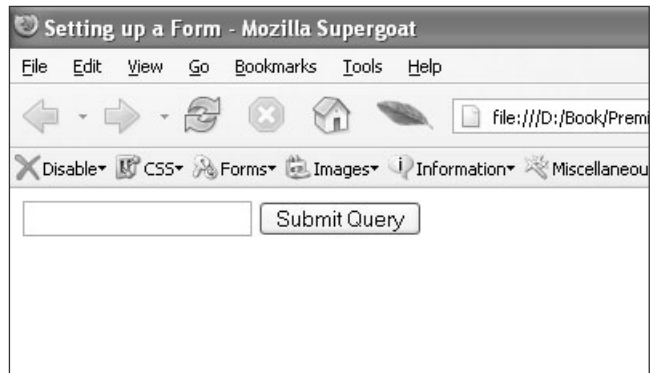 Setting up a Form - Mozilla Supergoat
File Edit View Go Bookmarks Tools Help
file:///D:/Book/Premi
Disable CSS Forms Images Information Miscellaneou
Submit Query